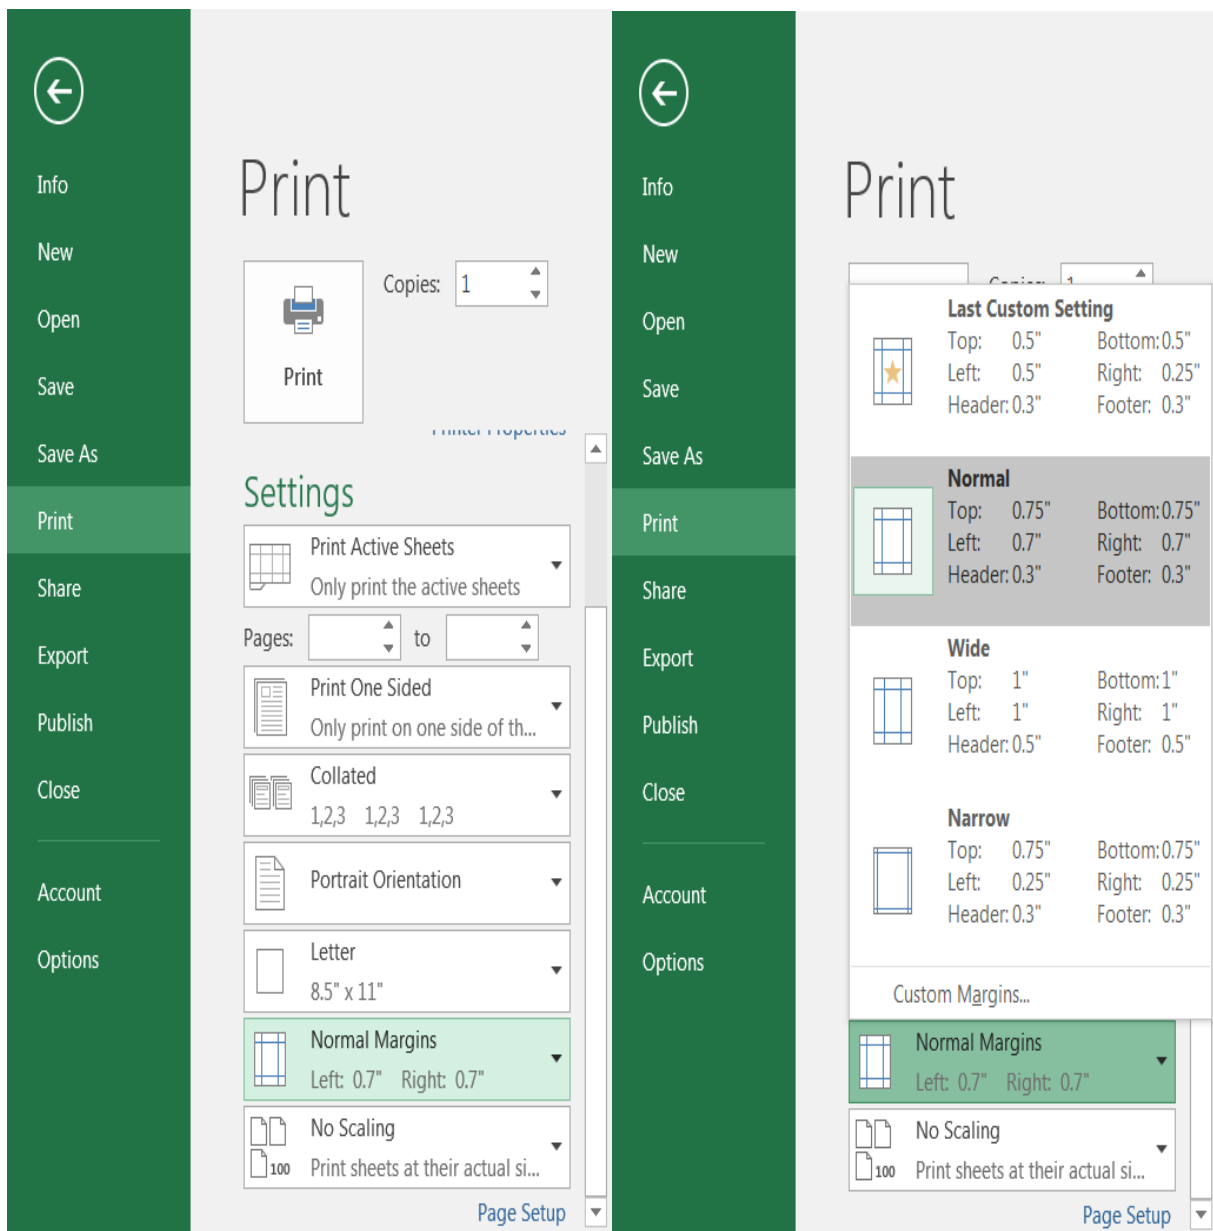 Info
New
Open
Save
Save As
Print
Share
Export
Publish
Close
Account
Options
Print
Copies: 1
Print
Printer Properties
Settings
Print Active Sheets
Only print the active sheets
Pages: to
Print One Sided
Only print on one side of th...
Collated
1,2,3 1,2,3 1,2,3
Portrait Orientation
Letter
8.5" x 11"
Normal Margins
Left: 0.7" Right: 0.7"
No Scaling
100 Print sheets at their actual si...
Page Setup
Info
New
Open
Save
Save As
Print
Share
Export
Publish
Close
Account
Options
Print
Copies: 1
Last Custom Setting
Top: 0.5" Bottom: 0.5"
Left: 0.5" Right: 0.25"
Header: 0.3" Footer: 0.3"
Normal
Top: 0.75" Bottom: 0.75"
Left: 0.7" Right: 0.7"
Header: 0.3" Footer: 0.3"
Wide
Top: 1" Bottom: 1"
Left: 1" Right: 1"
Header: 0.5" Footer: 0.5"
Narrow
Top: 0.75" Bottom: 0.75"
Left: 0.25" Right: 0.25"
Header: 0.3" Footer: 0.3"
Custom Margins...
Normal Margins
Left: 0.7" Right: 0.7"
No Scaling
100 Print sheets at their actual si...
Page Setup